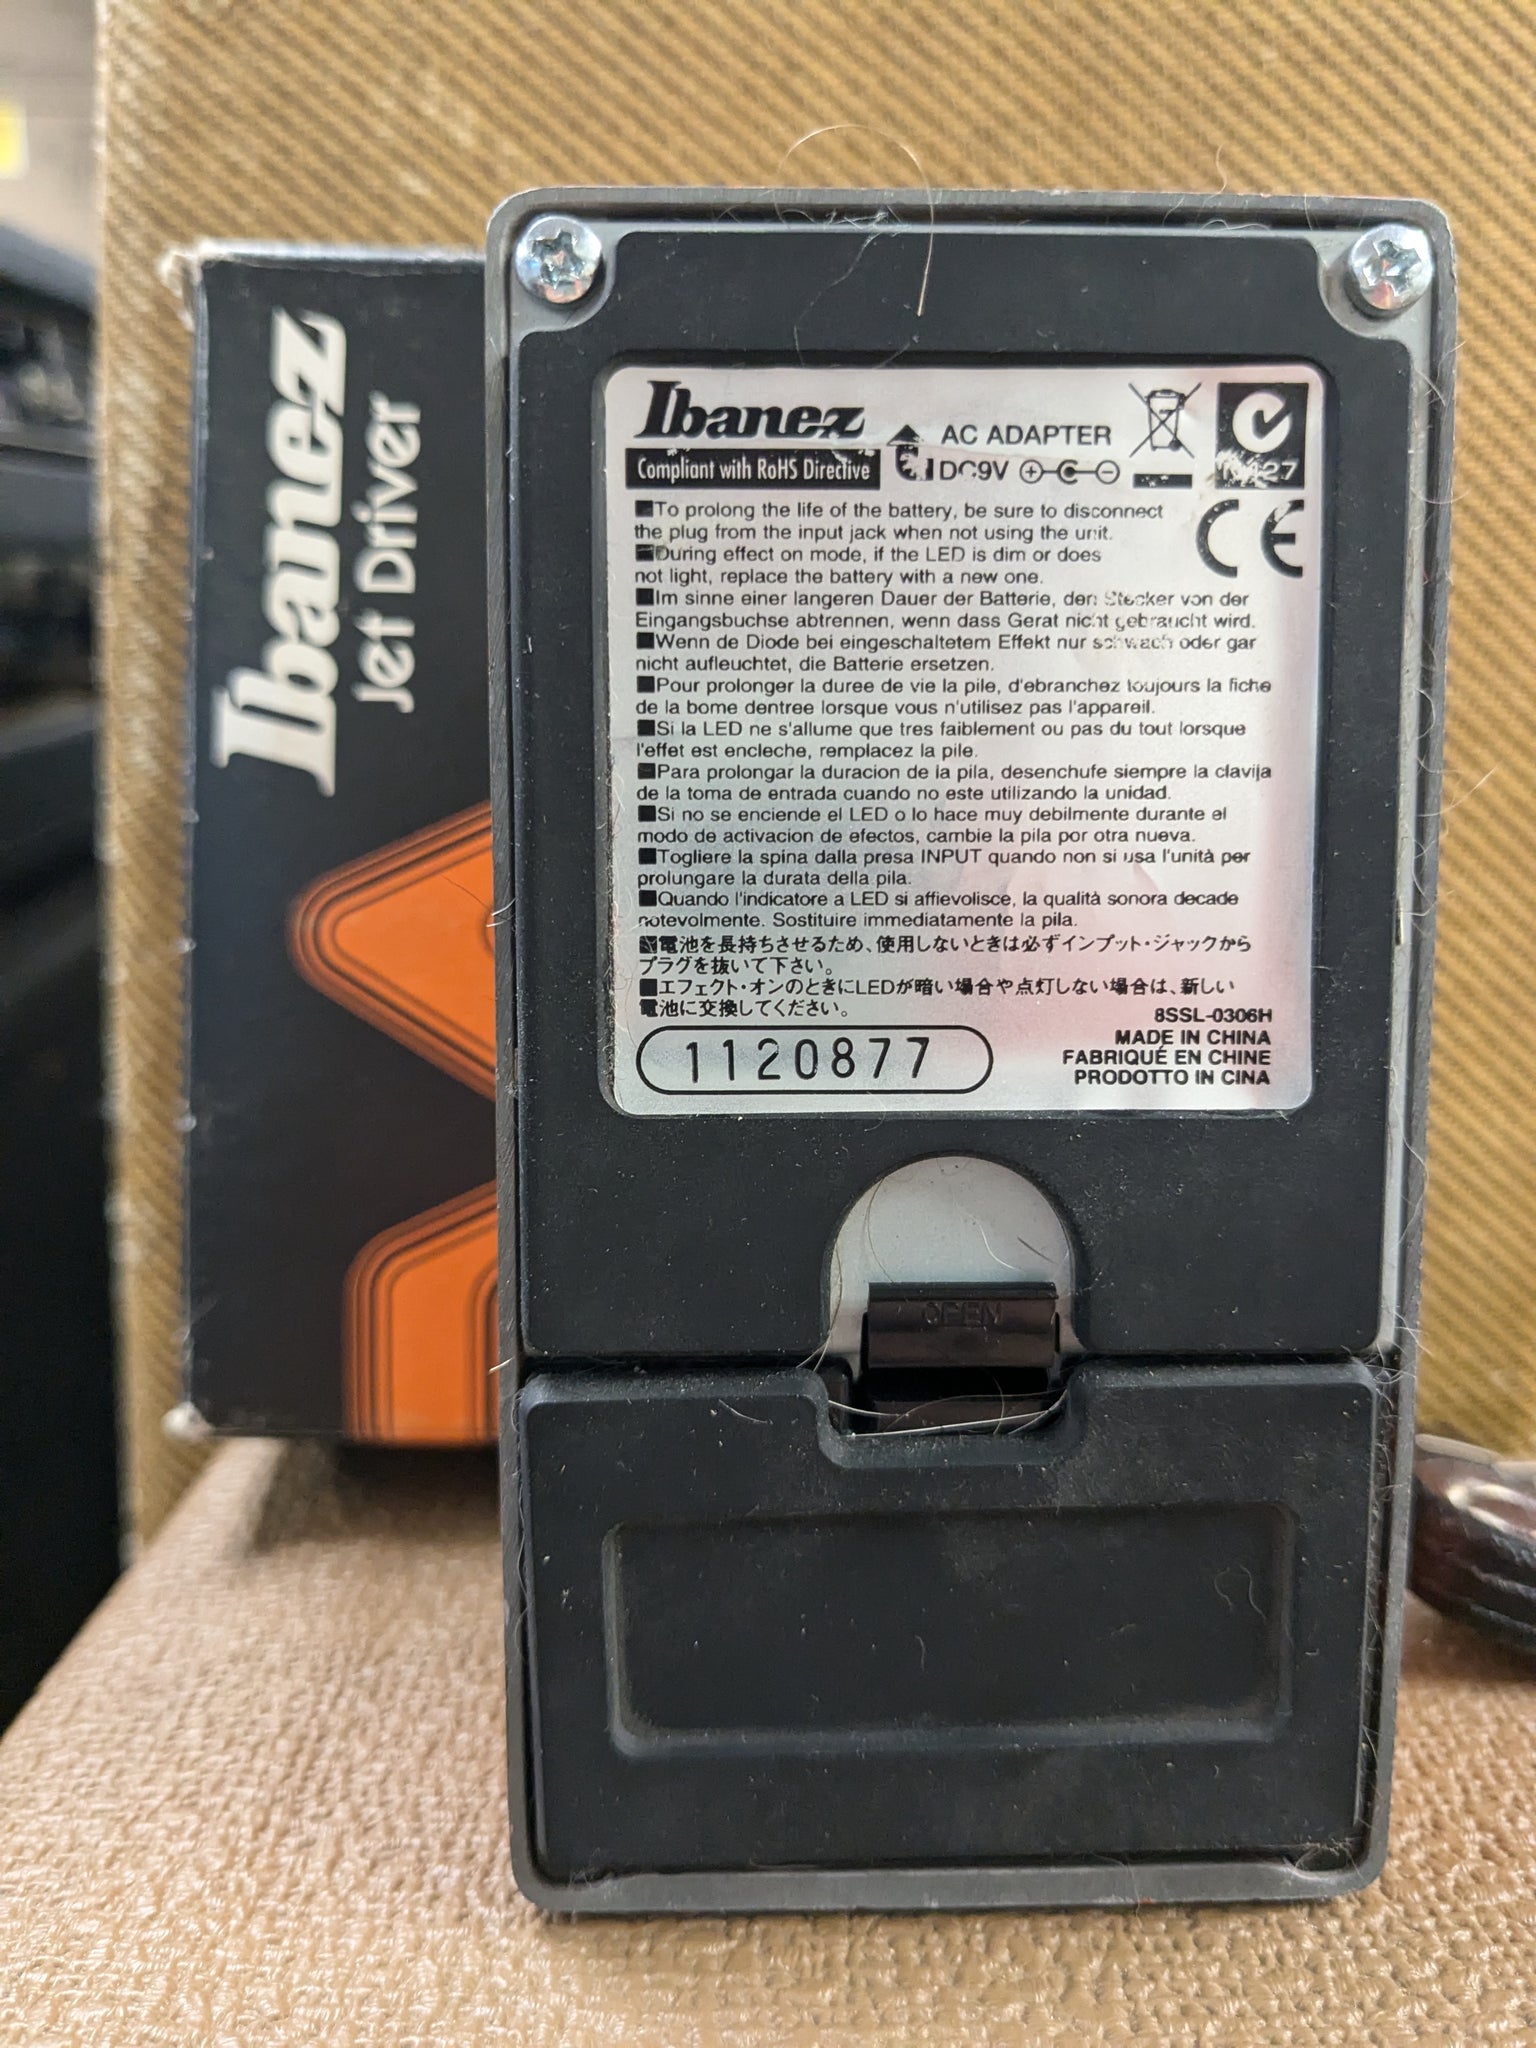 Ibanez
Jet Driver
Ibanez
Compliant with RoHS Directive
AC ADAPTER
DC9V
N427
CE
■To prolong the life of the battery, be sure to disconnect
the plug from the input jack when not using the unit.
■During effect on mode, if the LED is dim or does
not light, replace the battery with a new one.
■Im sinne einer langeren Dauer der Batterie, den Stecker von der
Eingangsbuchse abtrennen, wenn dass Gerat nicht gebraucht wird.
■Wenn de Diode bei eingeschaltetem Effekt nur schwach oder gar
nicht aufleuchtet, die Batterie ersetzen.
■Pour prolonger la duree de vie la pile, d'ebranchez toujours la fiche
de la bome dentree lorsque vous n'utilisez pas l'appareil.
■Si la LED ne s'allume que tres faiblement ou pas du tout lorsque
l'effet est encleche, remplacez la pile.
■Para prolongar la duracion de la pila, desenchufe siempre la clavija
de la toma de entrada cuando no este utilizando la unidad.
■Si no se enciende el LED o lo hace muy debilmente durante el
modo de activacion de efectos, cambie la pila por otra nueva.
■Togliere la spina dalla presa INPUT quando non si usa l'unità per
prolungare la durata della pila.
■Quando l'indicatore a LED si affievolisce, la qualità sonora decade
notevolmente. Sostituire immediatamente la pila.
■電池を長持ちさせるため、使用しないときは必ずインプット・ジャックから
プラグを抜いて下さい。
■エフェクト・オンのときにLEDが暗い場合や点灯しない場合は、新しい
電池に交換してください。
8SSL-0306H
MADE IN CHINA
FABRIQUÉ EN CHINE
PRODOTTO IN CINA
1120877
OPEN